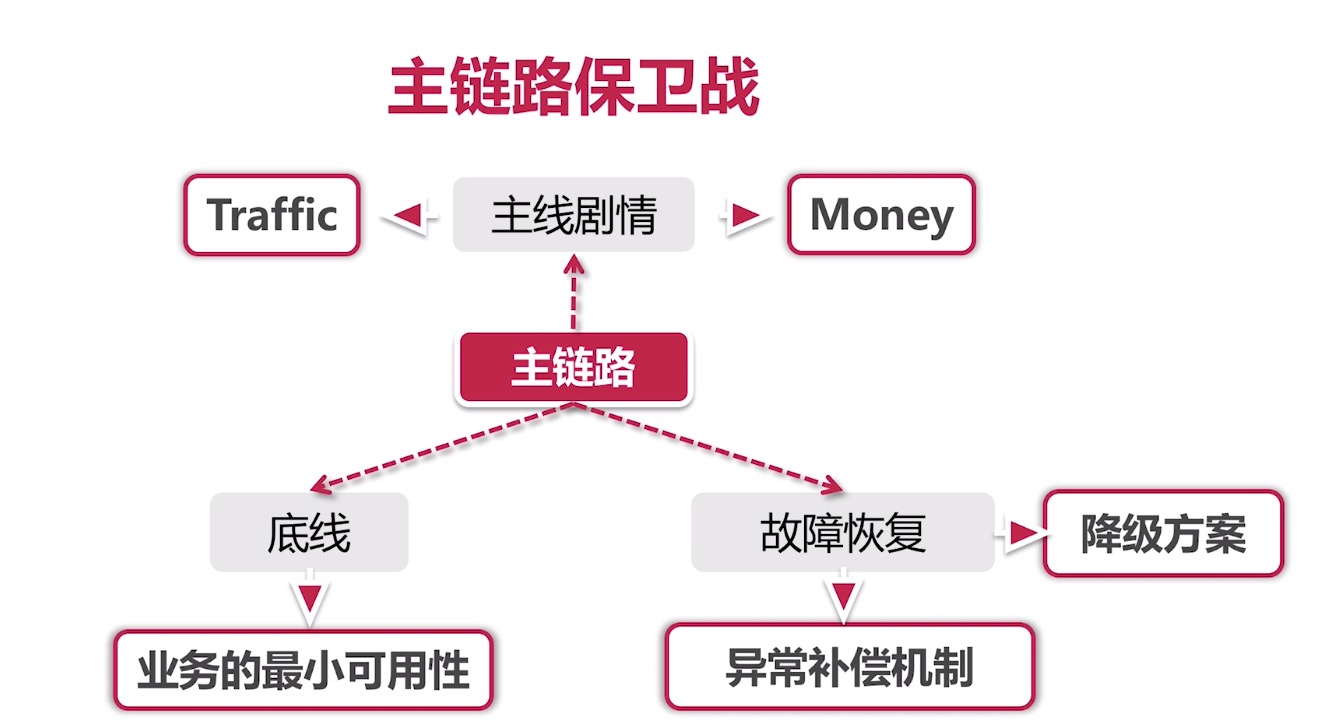 主链路保卫战
Traffic
主线剧情
Money
主链路
底线
故障恢复
降级方案
业务的最小可用性
异常补偿机制